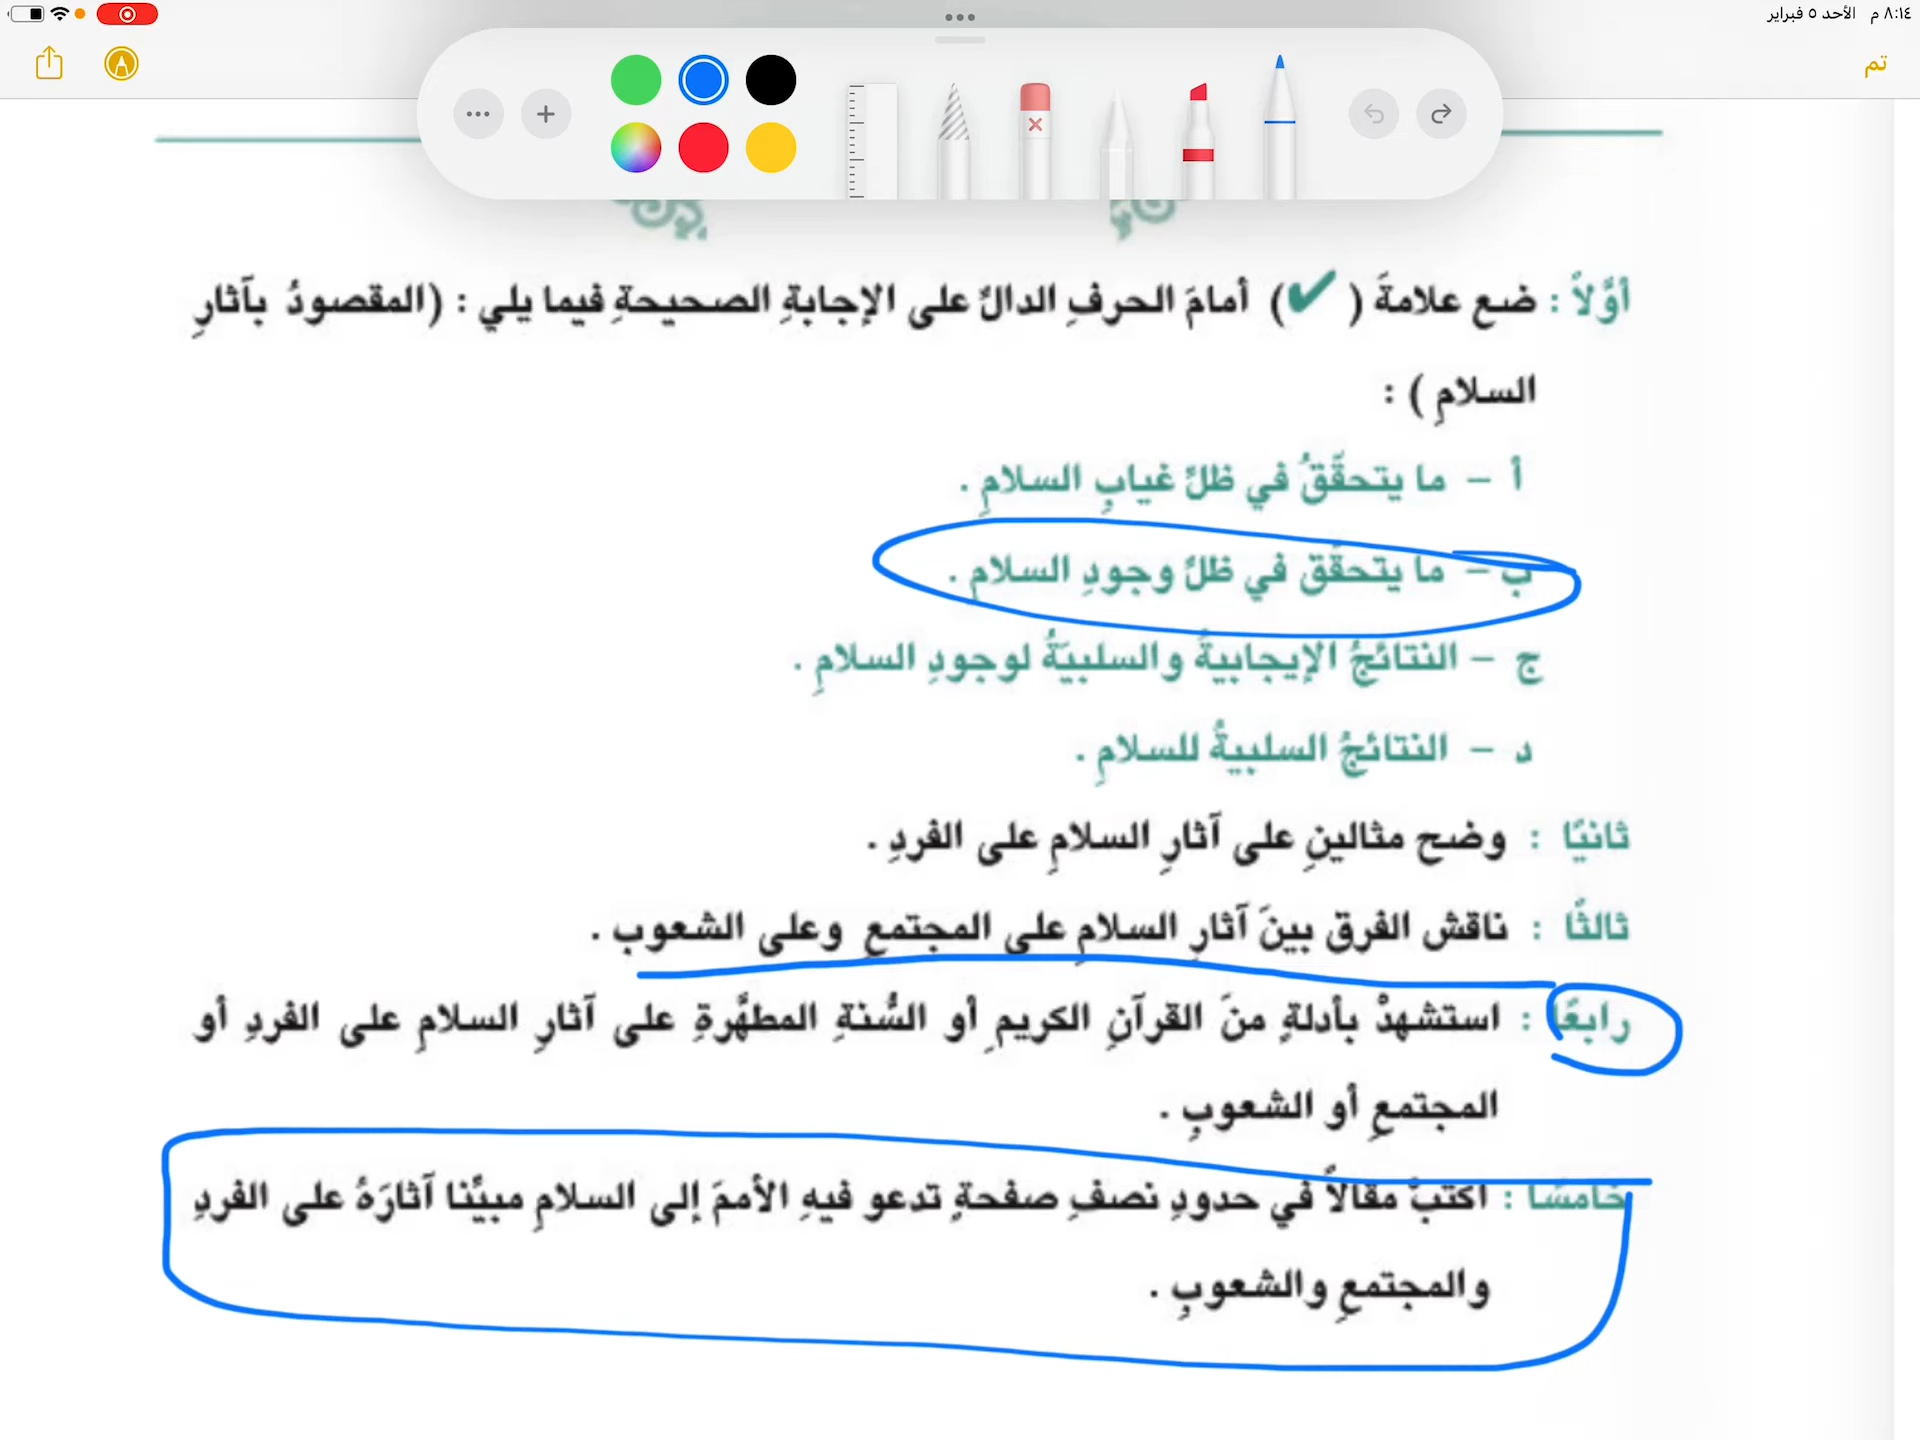 ٨:١٤ م الأحد ٥ فبراير
تم
أوَّلاً : ضع علامةَ ( ✔ ) أمامَ الحرفِ الدالِّ على الإجابةِ الصحيحةِ فيما يلي : (المقصودُ بآثارِ
السلامِ ) :
أ – ما يتحقَّقُ في ظلِّ غيابِ السلامِ .
ب – ما يتحقَّق في ظلِّ وجودِ السلامِ .
ج – النتائجُ الإيجابيةُ والسلبيّةُ لوجودِ السلامِ .
د – النتائجُ السلبيةُ للسلامِ .
ثانيًا : وضح مثالينِ على آثارِ السلامِ على الفردِ .
ثالثًا : ناقش الفرق بينَ آثارِ السلامِ على المجتمعِ وعلى الشعوب .
رابعًا : استشهدْ بأدلةٍ منَ القرآنِ الكريمِ أو السُّنةِ المطهَّرةِ على آثارِ السلامِ على الفردِ أو
المجتمعِ أو الشعوبِ .
خامسًا : اكتبْ مقالاً في حدودِ نصفِ صفحةٍ تدعو فيهِ الأممَ إلى السلامِ مبيِّنا آثارَهُ على الفردِ
والمجتمعِ والشعوبِ .